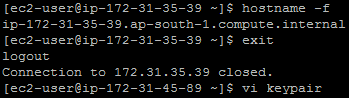 [ec2-user@ip-172-31-35-39 ~]$ hostname -f
ip-172-31-35-39.ap-south-1.compute.internal
[ec2-user@ip-172-31-35-39 ~]$ exit
logout
Connection to 172.31.35.39 closed.
[ec2-user@ip-172-31-45-89 ~]$ vi keypair